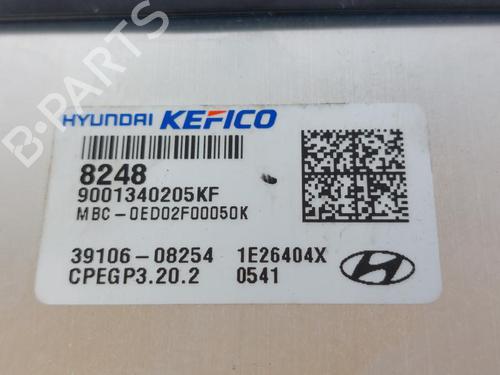 HYUNDAI KEFICO
8248
9001340205KF
MBC-0ED02F00050K
39106-08254 1E26404X
CPEGP3.20.2 0541
B-PARTS